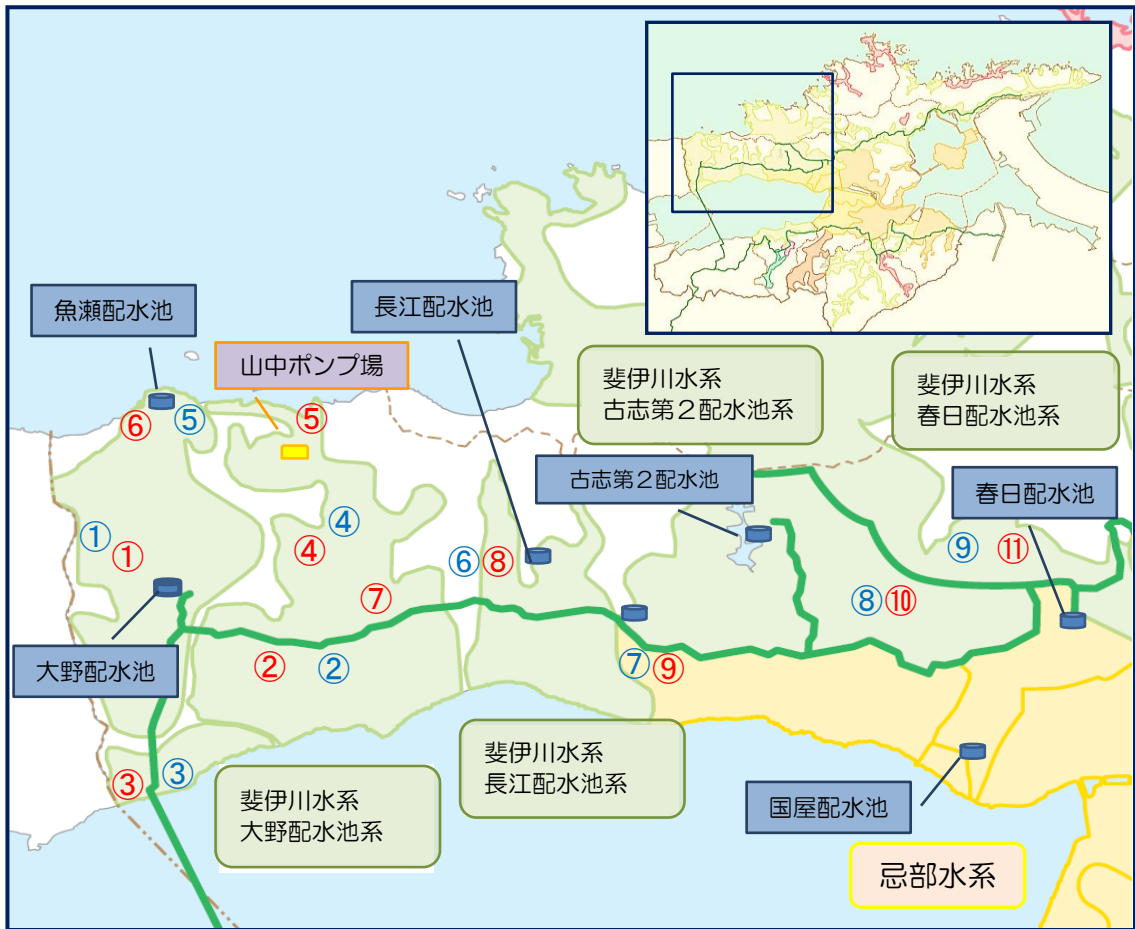 魚瀬配水池
山中ポンプ場
長江配水池
斐伊川水系
古志第2配水池系
斐伊川水系
春日配水池系
古志第2配水池
春日配水池
⑥
⑤
⑤
①
①
④
④
⑥
⑧
⑨
⑪
⑦
⑧
⑩
大野配水池
②
②
⑦
⑨
③
③
斐伊川水系
大野配水池系
斐伊川水系
長江配水池系
国屋配水池
忌部水系